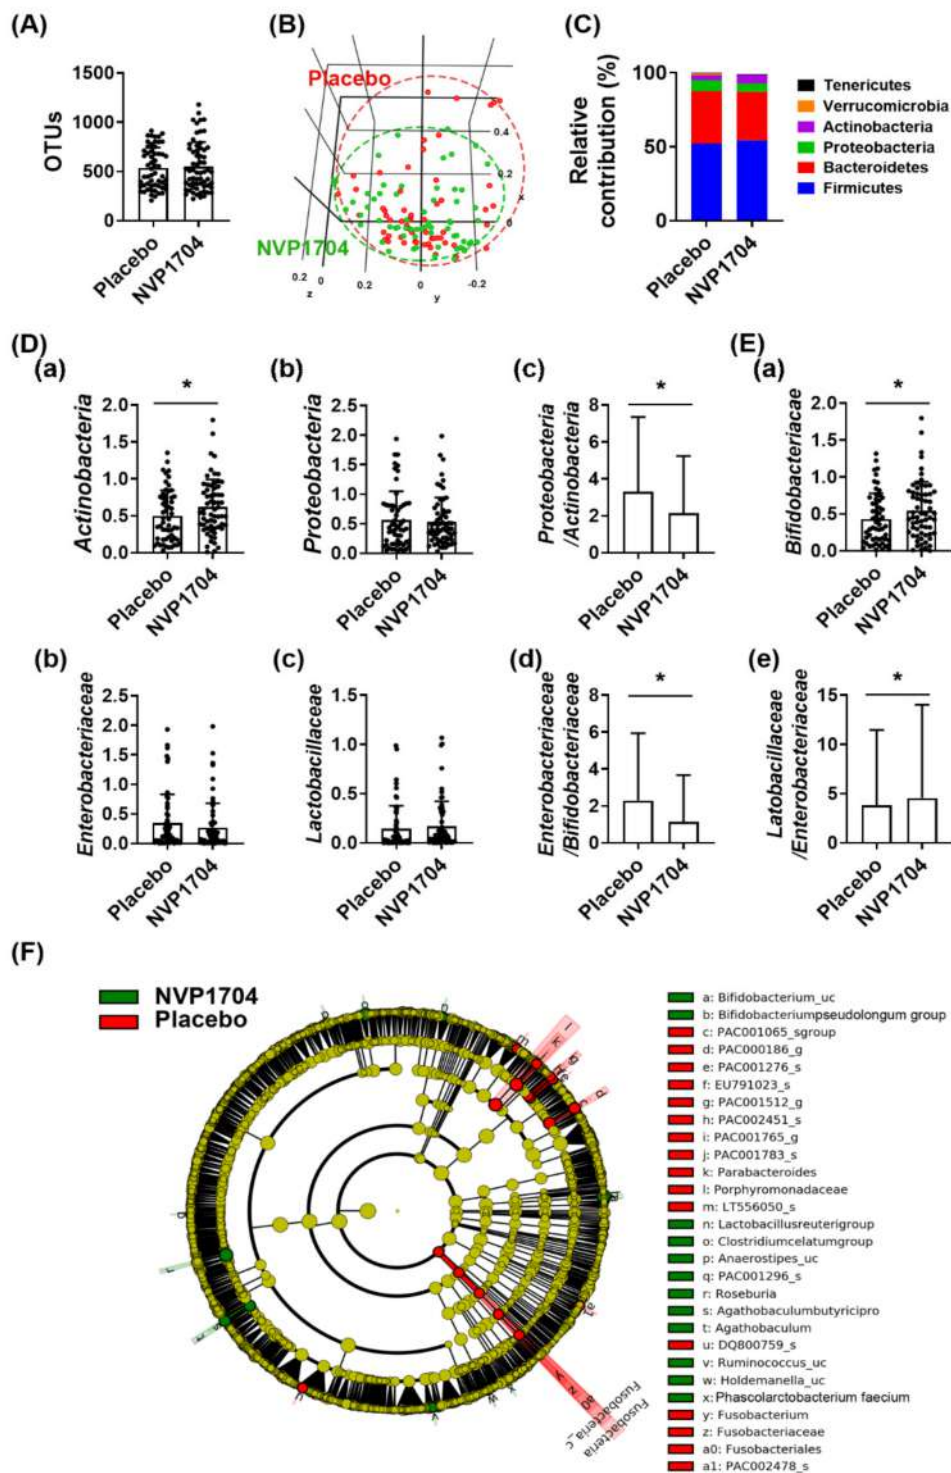 (A)
OTUs
1500
1000
500
0
Placebo
NVP1704
(B)
Placebo
NVP1704
0.4
0.2
x
0
0.2
0
z
0.2
0
y
-0.2
(C)
Relative
contribution (%)
100
50
0
Placebo
NVP1704
Tenericutes
Verrucomicrobia
Actinobacteria
Proteobacteria
Bacteroidetes
Firmicutes
(D)
(a)
Actinobacteria
2.0
1.5
1.0
0.5
0.0
*
Placebo
NVP1704
(b)
Proteobacteria
2.5
2.0
1.5
1.0
0.5
0.0
Placebo
NVP1704
(c)
Proteobacteria
/Actinobacteria
8
6
4
2
0
*
Placebo
NVP1704
(E)
(a)
Bifidobacteriacae
2.0
1.5
1.0
0.5
0.0
*
Placebo
NVP1704
(b)
Enterobacteriaceae
2.5
2.0
1.5
1.0
0.5
0.0
Placebo
NVP1704
(c)
Lactobacillaceae
1.5
1.0
0.5
0.0
Placebo
NVP1704
(d)
Enterobacteriaceae
/Bifidobacteriaceae
8
6
4
2
0
*
Placebo
NVP1704
(e)
Latobacillaceae
/Enterobacteriaceae
15
10
5
0
*
Placebo
NVP1704
(F)
NVP1704
Placebo
Fusobacteria
Fusobacteria_c
a0
z
y
a: Bifidobacterium_uc
b: Bifidobacteriumpseudolongum group
c: PAC001065_sgroup
d: PAC000186_g
e: PAC001276_s
f: EU791023_s
g: PAC001512_g
h: PAC002451_s
i: PAC001765_g
j: PAC001783_s
k: Parabacteroides
l: Porphyromonadaceae
m: LT556050_s
n: Lactobacillusreuterigroup
o: Clostridiumcelatumgroup
p: Anaerostipes_uc
q: PAC001296_s
r: Roseburia
s: Agathobaculumbutyricipro
t: Agathobaculum
u: DQ800759_s
v: Ruminococcus_uc
w: Holdemanella_uc
x: Phascolarctobacterium faecium
y: Fusobacterium
z: Fusobacteriaceae
a0: Fusobacteriales
a1: PAC002478_s